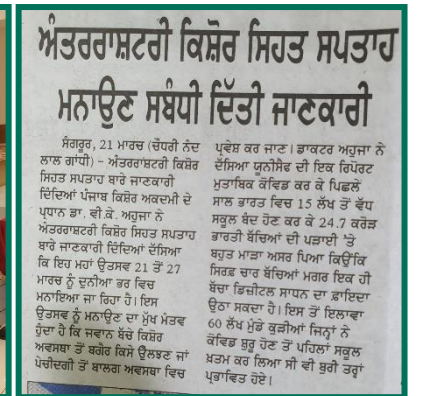 ਅੰਤਰਰਾਸ਼ਟਰੀ ਕਿਸ਼ੋਰ ਸਿਹਤ ਸਪਤਾਹ
ਮਨਾਉਣ ਸਬੰਧੀ ਦਿੱਤੀ ਜਾਣਕਾਰੀ
ਸੰਗਰੂਰ, 21 ਮਾਰਚ (ਚੌਧਰੀ ਨੰਦ
ਲਾਲ ਗਾਂਧੀ) - ਅੰਤਰਰਾਸ਼ਟਰੀ ਕਿਸ਼ੋਰ
ਸਿਹਤ ਸਪਤਾਹ ਬਾਰੇ ਜਾਣਕਾਰੀ
ਦਿੰਦਿਆਂ ਪੰਜਾਬ ਕਿਸ਼ੋਰ ਅਕਦਮੀ ਦੇ
ਪ੍ਰਧਾਨ ਡਾ. ਵੀ.ਕੇ. ਅਹੂਜਾ ਨੇ
ਅੰਤਰਰਾਸ਼ਟਰੀ ਕਿਸ਼ੋਰ ਸਿਹਤ ਸਪਤਾਹ
ਬਾਰੇ ਜਾਣਕਾਰੀ ਦਿੰਦਿਆਂ ਦੱਸਿਆ
ਕਿ ਇਹ ਮਹਾਂ ਉਤਸਵ 21 ਤੋਂ 27
ਮਾਰਚ ਨੂੰ ਦੁਨੀਆ ਭਰ ਵਿਚ
ਮਨਾਇਆ ਜਾ ਰਿਹਾ ਹੈ। ਇਸ
ਉਤਸਵ ਨੂੰ ਮਨਾਉਣ ਦਾ ਮੁੱਖ ਮੰਤਵ
ਹੁੰਦਾ ਹੈ ਕਿ ਜਵਾਨ ਬੱਚੇ ਕਿਸ਼ੋਰ
ਅਵਸਥਾ ਤੋਂ ਬਗੈਰ ਕਿਸੇ ਉਲਝਣ ਜਾਂ
ਪੇਚੀਦਗੀ ਤੋਂ ਬਾਲਗ ਅਵਸਥਾ ਵਿਚ
ਪ੍ਰਵੇਸ਼ ਕਰ ਜਾਣ। ਡਾਕਟਰ ਅਹੂਜਾ ਨੇ
ਦੱਸਿਆ ਯੂਨੀਸੈਫ ਦੀ ਇਕ ਰਿਪੋਰਟ
ਮੁਤਾਬਿਕ ਕੋਵਿਡ ਕਰ ਕੇ ਪਿਛਲੇ
ਸਾਲ ਭਾਰਤ ਵਿਚ 15 ਲੱਖ ਤੋਂ ਵੱਧ
ਸਕੂਲ ਬੰਦ ਹੋਣ ਕਰ ਕੇ 24.7 ਕਰੋੜ
ਭਾਰਤੀ ਬੱਚਿਆਂ ਦੀ ਪੜਾਈ 'ਤੇ
ਬਹੁਤ ਮਾੜਾ ਅਸਰ ਪਿਆ ਕਿਉਂਕਿ
ਸਿਰਫ਼ ਚਾਰ ਬੱਚਿਆਂ ਮਗਰ ਇਕ ਹੀ
ਬੱਚਾ ਡਿਜ਼ੀਟਲ ਸਾਧਨ ਦਾ ਫ਼ਾਇਦਾ
ਉਠਾ ਸਕਦਾ ਹੈ। ਇਸ ਤੋਂ ਇਲਾਵਾ
60 ਲੱਖ ਮੁੰਡੇ ਕੁੜੀਆਂ ਜਿਨ੍ਹਾਂ ਨੇ
ਕੋਵਿਡ ਸ਼ੁਰੂ ਹੋਣ ਤੋਂ ਪਹਿਲਾਂ ਸਕੂਲ
ਖ਼ਤਮ ਕਰ ਲਿਆ ਸੀ ਵੀ ਬੁਰੀ ਤਰ੍ਹਾਂ
ਪ੍ਰਭਾਵਿਤ ਹੋਏ।